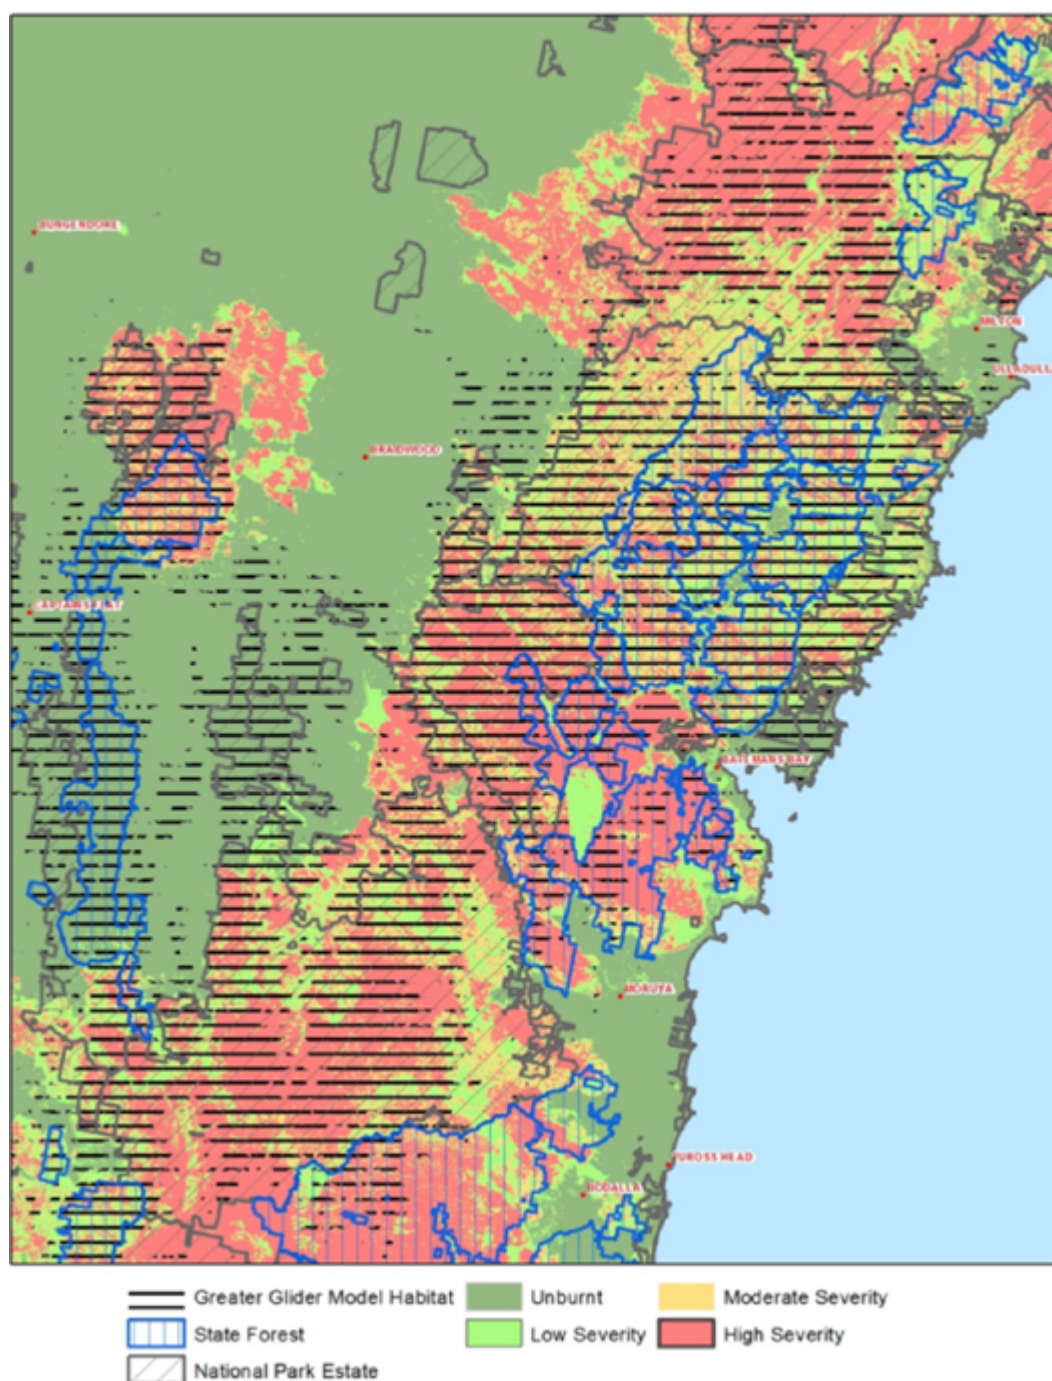 BUNGENDORE
MILTON
ULLADULL
BRAIDWOOD
CAPTAINS FLAT
BATEMANS BAY
MORUYA
TUROSS HEAD
BODALLA
Greater Glider Model Habitat
Unburnt
Moderate Severity
State Forest
Low Severity
High Severity
National Park Estate